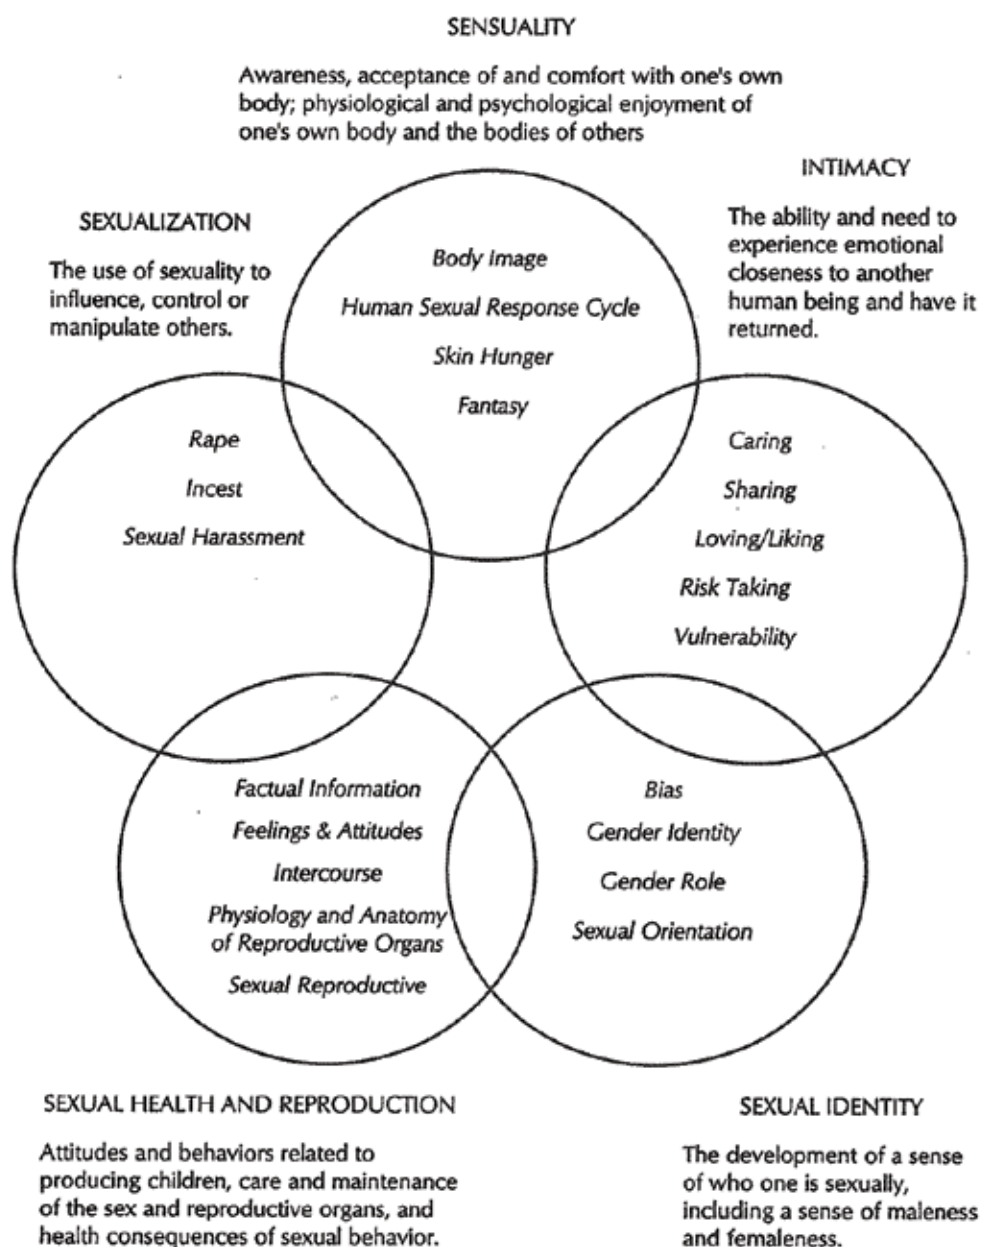 SENSUALITY
Awareness, acceptance of and comfort with one's own
body; physiological and psychological enjoyment of
one's own body and the bodies of others
INTIMACY
The ability and need to
experience emotional
closeness to another
human being and have it
returned.
SEXUALIZATION
The use of sexuality to
influence, control or
manipulate others.
Body Image
Human Sexual Response Cycle
Skin Hunger
Fantasy
Rape
Incest
Sexual Harassment
Caring
Sharing
Loving/Liking
Risk Taking
Vulnerability
Factual Information
Feelings & Attitudes
Intercourse
Physiology and Anatomy
of Reproductive Organs
Sexual Reproductive
Bias
Gender Identity
Gender Role
Sexual Orientation
SEXUAL HEALTH AND REPRODUCTION
Attitudes and behaviors related to
producing children, care and maintenance
of the sex and reproductive organs, and
health consequences of sexual behavior.
SEXUAL IDENTITY
The development of a sense
of who one is sexually,
including a sense of maleness
and femaleness.